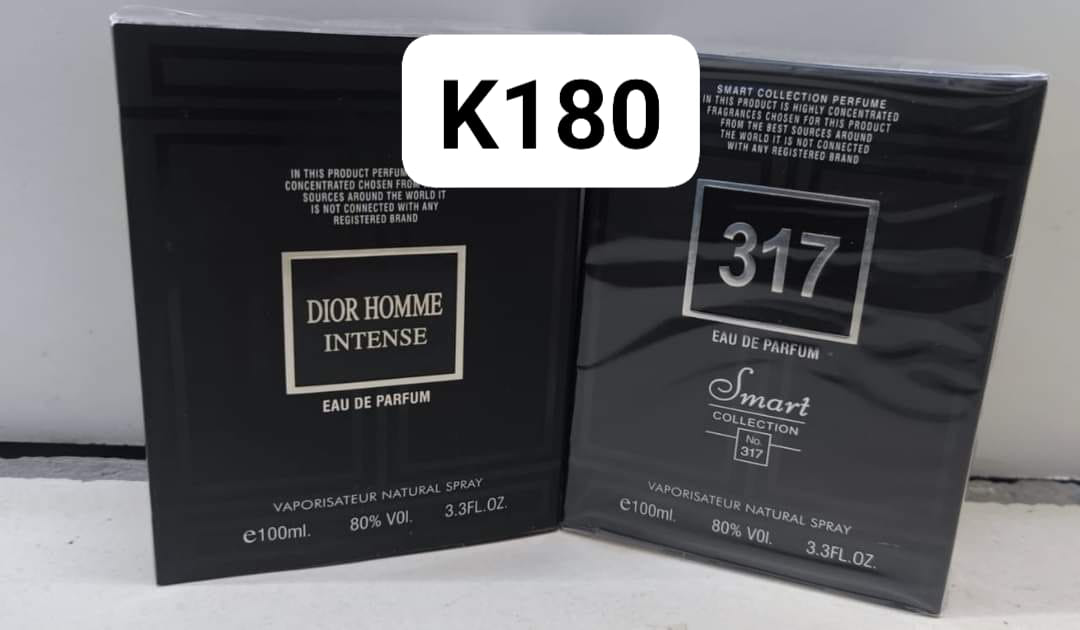 K180
IN THIS PRODUCT
CONCENTRATED CHOSEN
SOURCES AROUND THE WORLD IT
IS NOT CONNECTED WITH ANY
REGISTERED BRAND
DIOR HOMME
INTENSE
EAU DE PARFUM
VAPORISATEUR NATURAL SPRAY
e100ml. 80% VOl. 3.3FL.OZ.
SMART COLLECTION PERFUME
IN THIS PRODUCT IS HIGHLY CONCENTRATED
FRAGRANCES CHOSEN FOR THIS PRODUCT
FROM THE BEST SOURCES AROUND
THE WORLD IT IS NOT CONNECTED
WITH ANY REGISTERED BRAND
317
EAU DE PARFUM
Smart
COLLECTION
No.
317
VAPORISATEUR NATURAL SPRAY
e100ml. 80% VOl. 3.3FL.OZ.